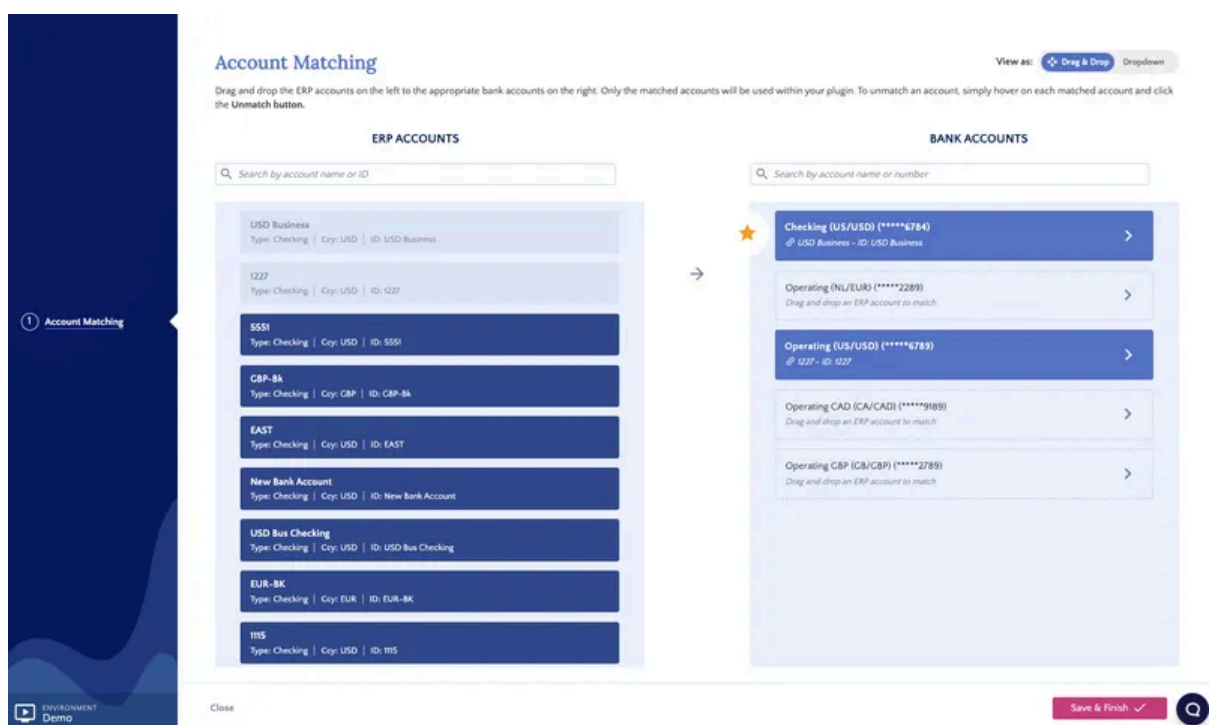 Account Matching
View as: Drag & Drop Dropdown
Drag and drop the ERP accounts on the left to the appropriate bank accounts on the right. Only the matched accounts will be used within your plugin. To unmatch an account, simply hover on each matched account and click
the Unmatch button.
ERP ACCOUNTS
Search by account name or ID
USD Business
Type: Checking | Ccy: USD | ID: USD Business
1227
Type: Checking | Ccy: USD | ID: 1227
5551
Type: Checking | Ccy: USD | ID: 5551
GBP-Bk
Type: Checking | Ccy: GBP | ID: GBP-Bk
EAST
Type: Checking | Ccy: USD | ID: EAST
New Bank Account
Type: Checking | Ccy: USD | ID: New Bank Account
USD Bus Checking
Type: Checking | Ccy: USD | ID: USD Bus Checking
EUR-BK
Type: Checking | Ccy: EUR | ID: EUR-BK
1115
Type: Checking | Ccy: USD | ID: 1115
BANK ACCOUNTS
Search by account name or number
Checking (US/USD) (*****6784)
USD Business - ID: USD Business
Operating (NL/EUR) (*****2289)
Drag and drop an ERP account to match
Operating (US/USD) (*****6789)
1227 - ID: 1227
Operating CAD (CA/CAD) (*****9189)
Drag and drop an ERP account to match
Operating GBP (GB/GBP) (*****2789)
Drag and drop an ERP account to match
1 Account Matching
ENVIRONMENT
Demo
Close
Save & Finish